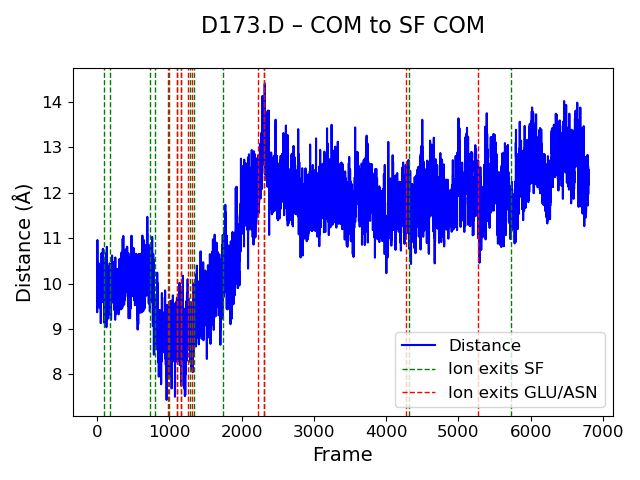 D173.D – COM to SF COM
Distance (Å)
14
13
12
11
10
9
8
Distance
Ion exits SF
Ion exits GLU/ASN
0 1000 2000 3000 4000 5000 6000 7000
Frame